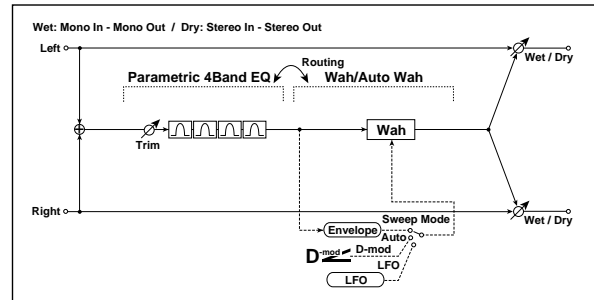 Wet: Mono In - Mono Out / Dry: Stereo In - Stereo Out
Left
Wet / Dry
Routing
Parametric 4Band EQ
Wah/Auto Wah
Trim
Wah
Right
Wet / Dry
Sweep Mode
Envelope
Auto
D-mod
D-mod
LFO
LFO